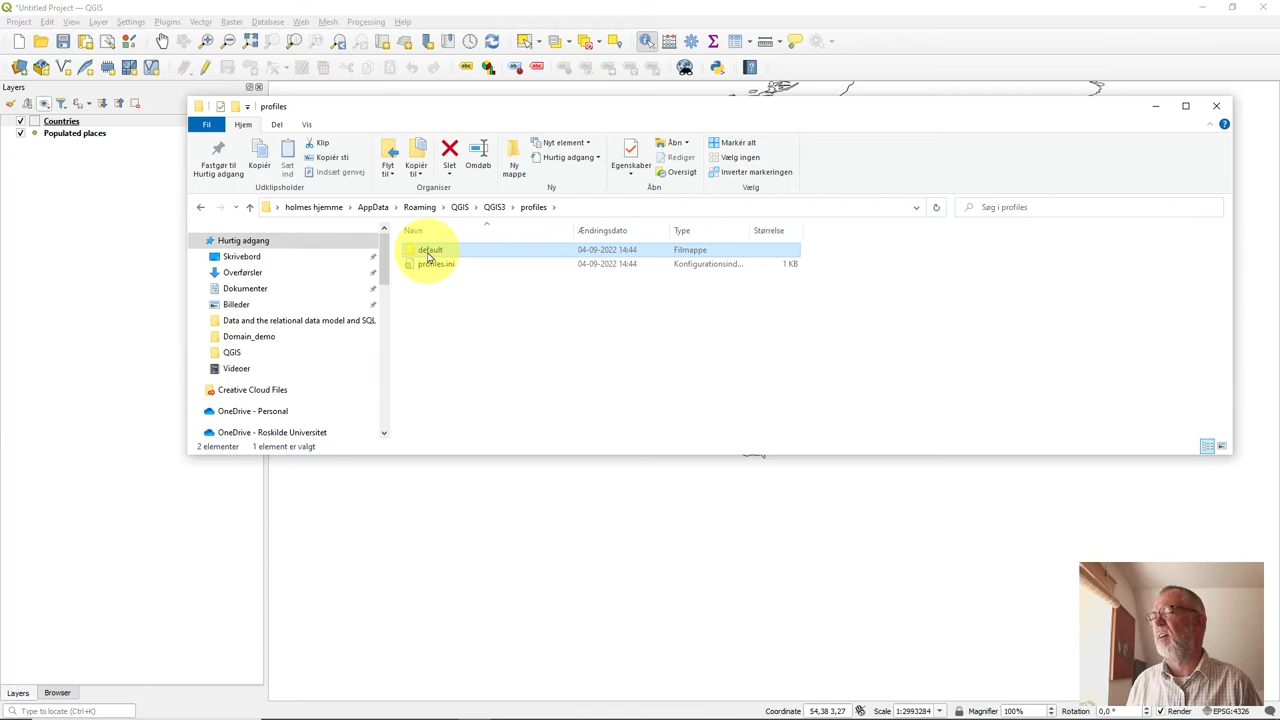 *Untitled Project — QGIS
Project Edit View Layer Settings Plugins Vector Raster Database Web Mesh Processing Help
Layers
Countries
Populated places
profiles
Fil Hjem Del Vis
Fastgør til Hurtig adgang
Kopiér
Sæt ind
Klip
Kopiér sti
Indsæt genvej
Udklipsholder
Flyt til
Kopiér til
Slet
Omdøb
Organiser
Ny mappe
Nyt element
Hurtig adgang
Ny
Egenskaber
Åbn
Rediger
Oversigt
Åbn
Markér alt
Vælg ingen
Inverter markeringen
Vælg
holmes hjemme > AppData > Roaming > QGIS > QGIS3 > profiles >
Søg i profiles
Navn Ændringsdato Type Størrelse
default 04-09-2022 14:44 Filmappe
profiles.ini 04-09-2022 14:44 Konfigurationsind... 1 KB
Hurtig adgang
Skrivebord
Overførsler
Dokumenter
Billeder
Data and the relational data model and SQL
Domain_demo
QGIS
Videoer
Creative Cloud Files
OneDrive - Personal
OneDrive - Roskilde Universitet
2 elementer 1 element er valgt
Layers Browser
Type to locate (Ctrl+K)
Coordinate 54,38 3,27 Scale 1:2993284 Magnifier 100% Rotation 0,0 ° Render EPSG:4326